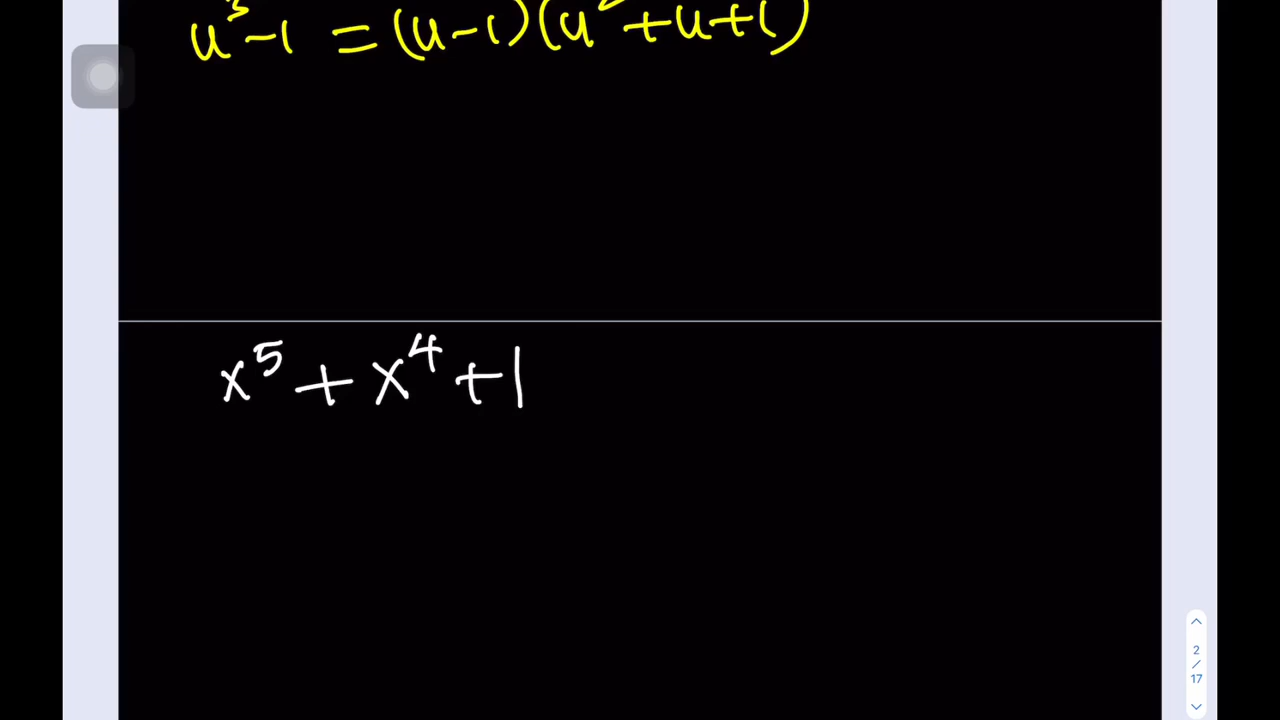 u³-1 = (u-1)(u²+u+1)
x⁵+x⁴+1
2
/
17